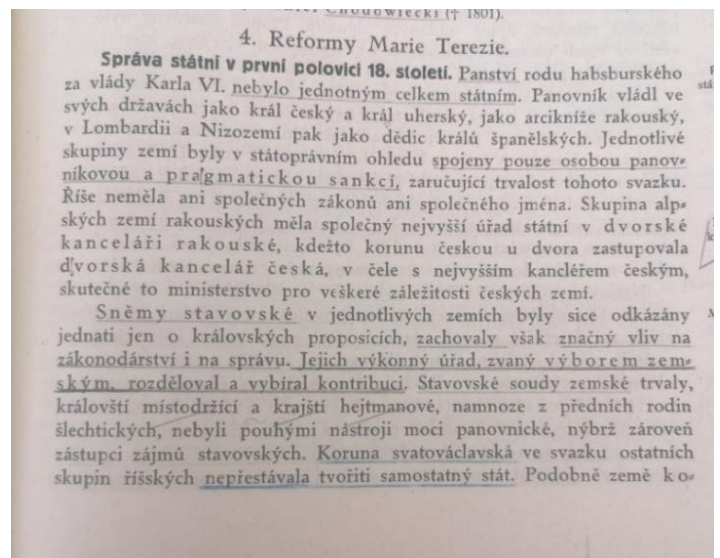 Chodowiecki († 1801).
4. Reformy Marie Terezie.
Správa státní v první polovici 18. století. Panství rodu habsburského
za vlády Karla VI. nebylo jednotným celkem státním. Panovník vládl ve
svých državách jako král český a král uherský, jako arcikníže rakouský,
v Lombardii a Nizozemí pak jako dědic králů španělských. Jednotlivé
skupiny zemí byly v státoprávním ohledu spojeny pouze osobou panov-
níkovou a pragmatickou sankcí, zaručující trvalost tohoto svazku.
Říše neměla ani společných zákonů ani společného jména. Skupina alp-
ských zemí rakouských měla společný nejvyšší úřad státní v dvorské
kanceláři rakouské, kdežto korunu českou u dvora zastupovala
dvorská kancelář česká, v čele s nejvyšším kancléřem českým,
skutečné to ministerstvo pro veškeré záležitosti českých zemí.
Sněmy stavovské v jednotlivých zemích byly sice odkázány
jednati jen o královských proposicích, zachovaly však značný vliv na
zákonodárství i na správu. Jejich výkonný úřad, zvaný výborem zem-
ským, rozděloval a vybíral kontribuci. Stavovské soudy zemské trvaly,
královští místodržící a krajští hejtmanové, namnoze z předních rodin
šlechtických, nebyli pouhými nástroji moci panovnické, nýbrž zároveň
zástupci zájmů stavovských. Koruna svatováclavská ve svazku ostatních
skupin říšských nepřestávala tvořiti samostatný stát. Podobně země ko-